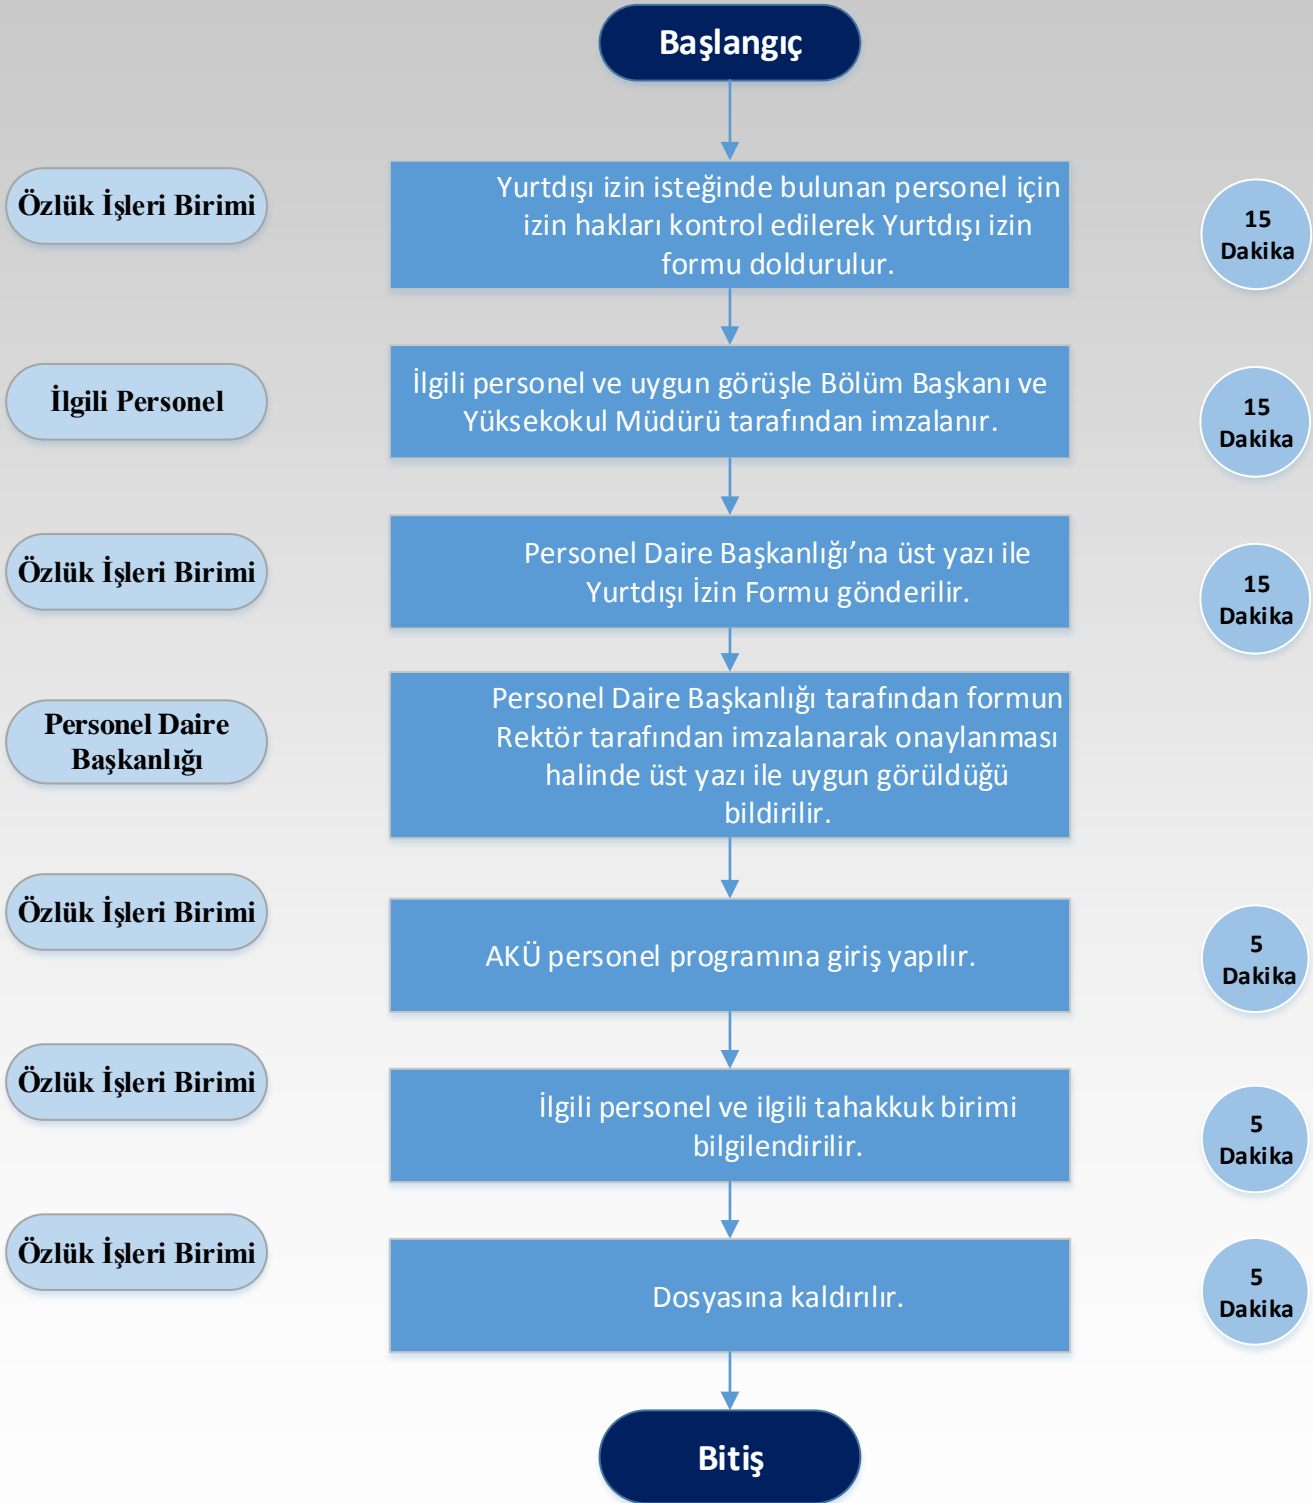 Başlangıç
Özlük İşleri Birimi
Yurtdışı izin isteğinde bulunan personel için
izin hakları kontrol edilerek Yurtdışı izin
formu doldurulur.
15
Dakika
İlgili Personel
İlgili personel ve uygun görüşle Bölüm Başkanı ve
Yüksekokul Müdürü tarafından imzalanır.
15
Dakika
Özlük İşleri Birimi
Personel Daire Başkanlığı’na üst yazı ile
Yurtdışı İzin Formu gönderilir.
15
Dakika
Personel Daire
Başkanlığı
Personel Daire Başkanlığı tarafından formun
Rektör tarafından imzalanarak onaylanması
halinde üst yazı ile uygun görüldüğü
bildirilir.
Özlük İşleri Birimi
AKÜ personel programına giriş yapılır.
5
Dakika
Özlük İşleri Birimi
İlgili personel ve ilgili tahakkuk birimi
bilgilendirilir.
5
Dakika
Özlük İşleri Birimi
Dosyasına kaldırılır.
5
Dakika
Bitiş